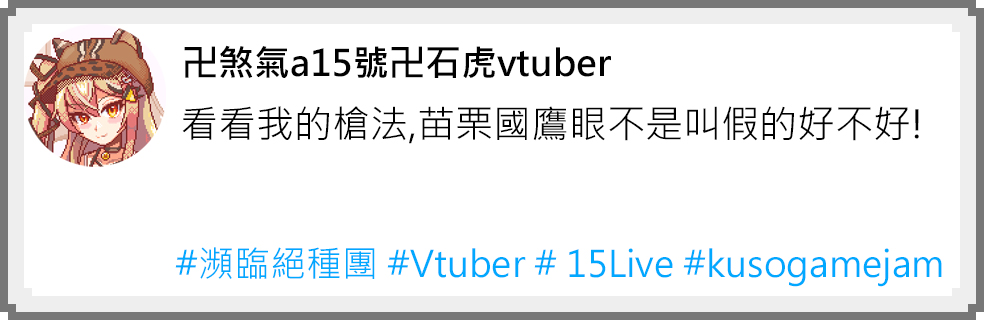 卍煞氣a15號卍石虎vtuber
看看我的槍法,苗栗國鷹眼不是叫假的好不好!
#瀕臨絕種團 #Vtuber # 15Live #kusogamejam